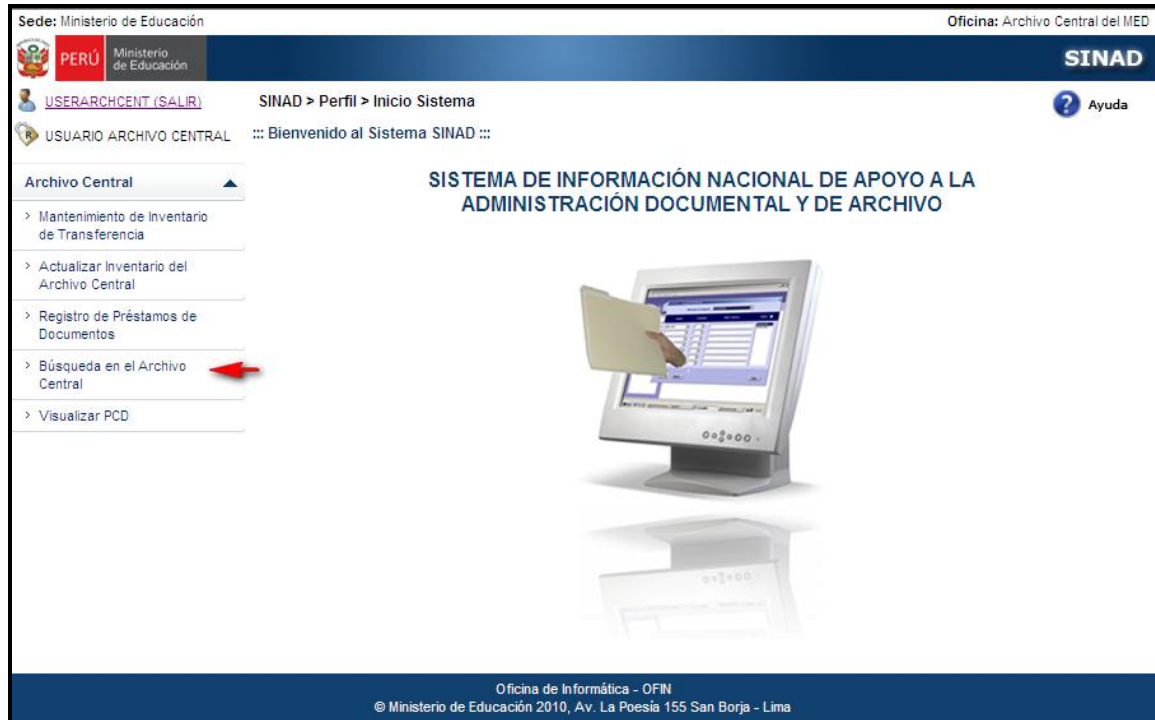 Sede: Ministerio de Educación
Oficina: Archivo Central del MED
PERÚ
Ministerio
de Educación
SINAD
USERARCHCENT (SALIR)
SINAD > Perfil > Inicio Sistema
Ayuda
USUARIO ARCHIVO CENTRAL
::: Bienvenido al Sistema SINAD :::
Archivo Central
> Mantenimiento de Inventario
de Transferencia
> Actualizar Inventario del
Archivo Central
> Registro de Préstamos de
Documentos
> Búsqueda en el Archivo
Central
> Visualizar PCD
SISTEMA DE INFORMACIÓN NACIONAL DE APOYO A LA
ADMINISTRACIÓN DOCUMENTAL Y DE ARCHIVO
Oficina de Informática - OFIN
© Ministerio de Educación 2010, Av. La Poesía 155 San Borja - Lima